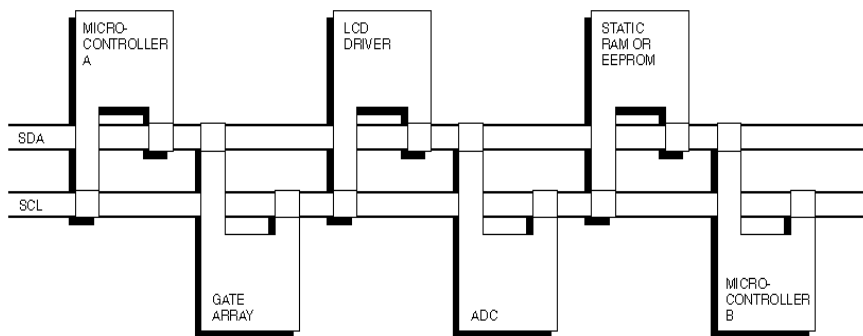 MICRO-
CONTROLLER
A
LCD
DRIVER
STATIC
RAM OR
EEPROM
SDA
SCL
GATE
ARRAY
ADC
MICRO-
CONTROLLER
B